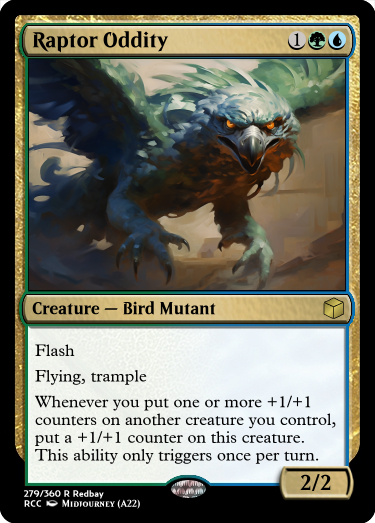 Raptor Oddity 1
Creature — Bird Mutant
Flash
Flying, trample
Whenever you put one or more +1/+1
counters on another creature you control,
put a +1/+1 counter on this creature.
This ability only triggers once per turn.
2/2
279/360 R Redbay
RCC Midjourney (A22)